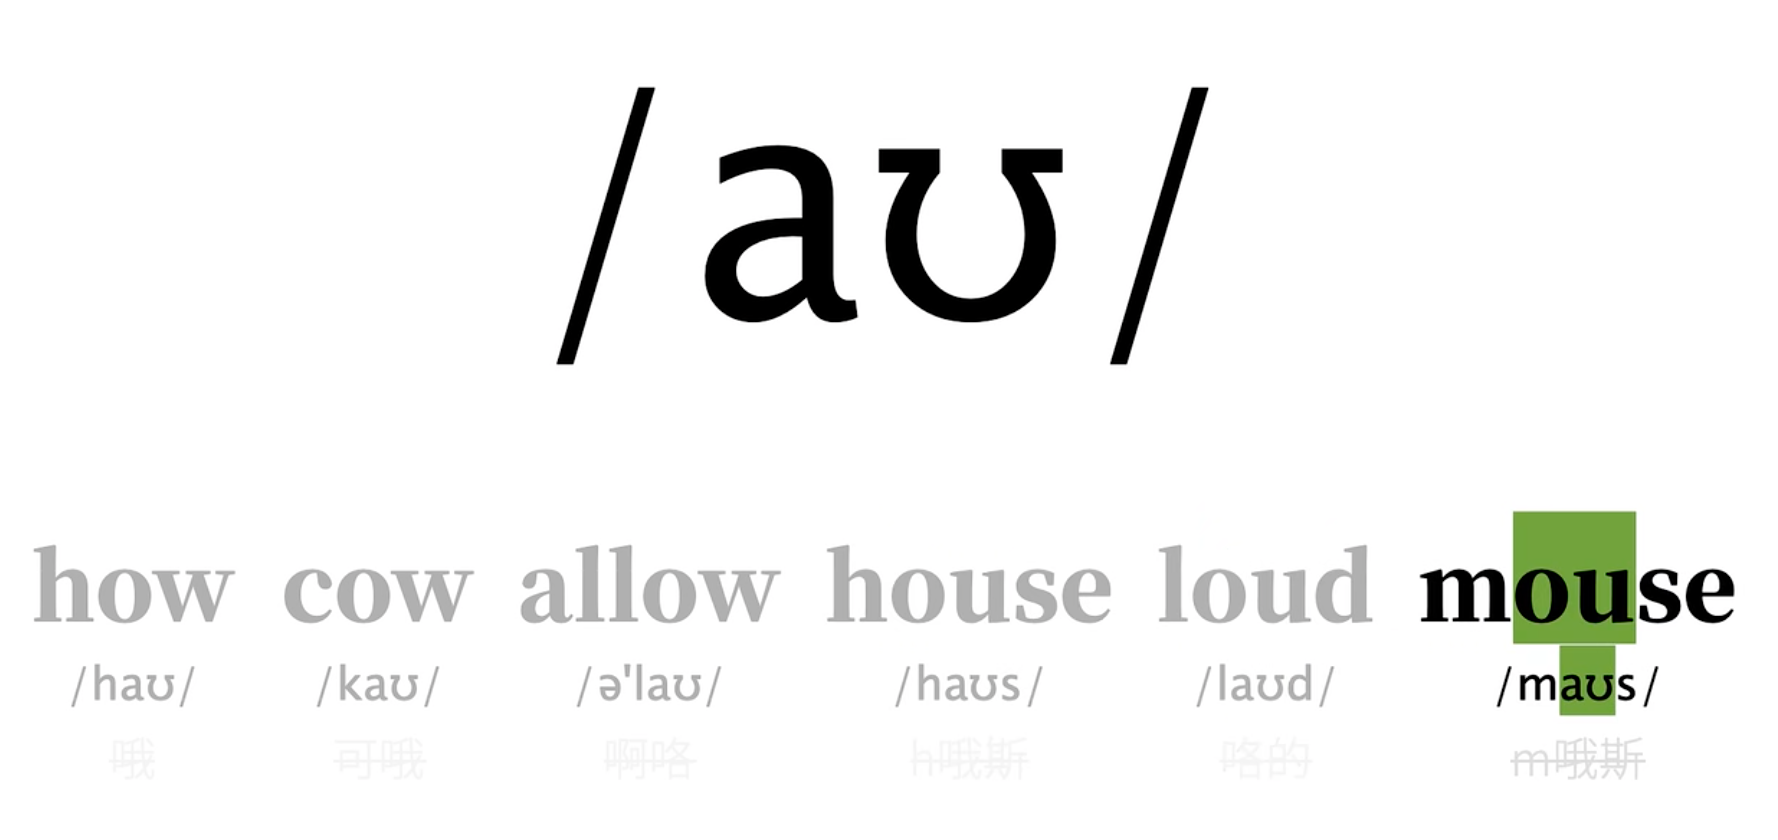 /aʊ/
how cow allow house loud mouse
/haʊ/ /kaʊ/ /ə'laʊ/ /haʊs/ /laʊd/ /maʊs/
哦 可哦 啊咯 h哦斯 咯的 m哦斯